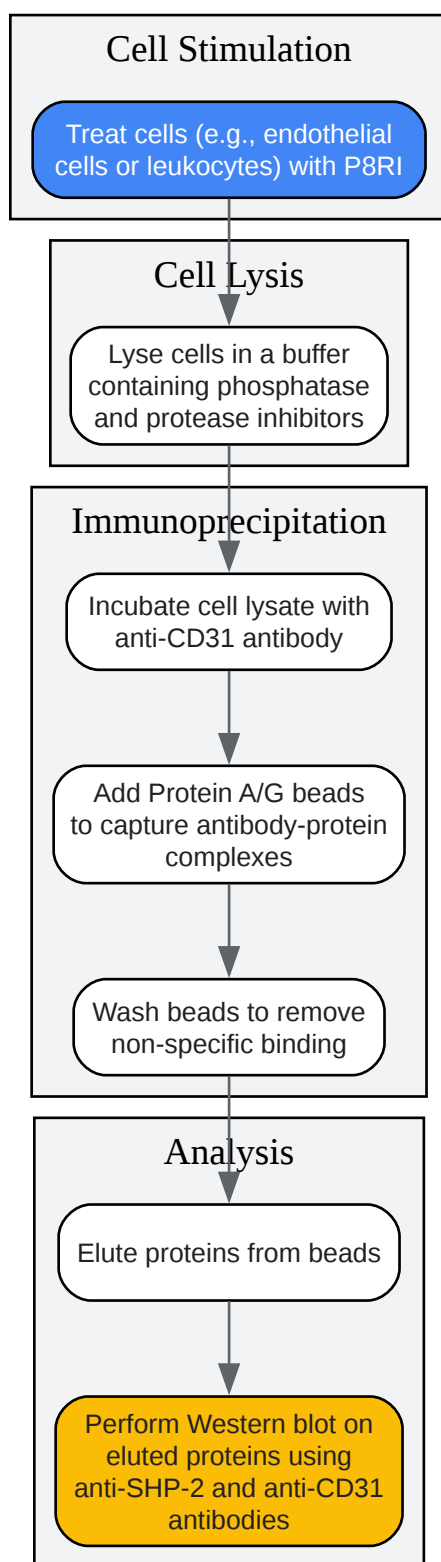 Cell Stimulation
Treat cells (e.g., endothelial
cells or leukocytes) with P8RI
Cell Lysis
Lyse cells in a buffer
containing phosphatase
and protease inhibitors
Immunoprecipitation
Incubate cell lysate with
anti-CD31 antibody
Add Protein A/G beads
to capture antibody-protein
complexes
Wash beads to remove
non-specific binding
Analysis
Elute proteins from beads
Perform Western blot on
eluted proteins using
anti-SHP-2 and anti-CD31
antibodies